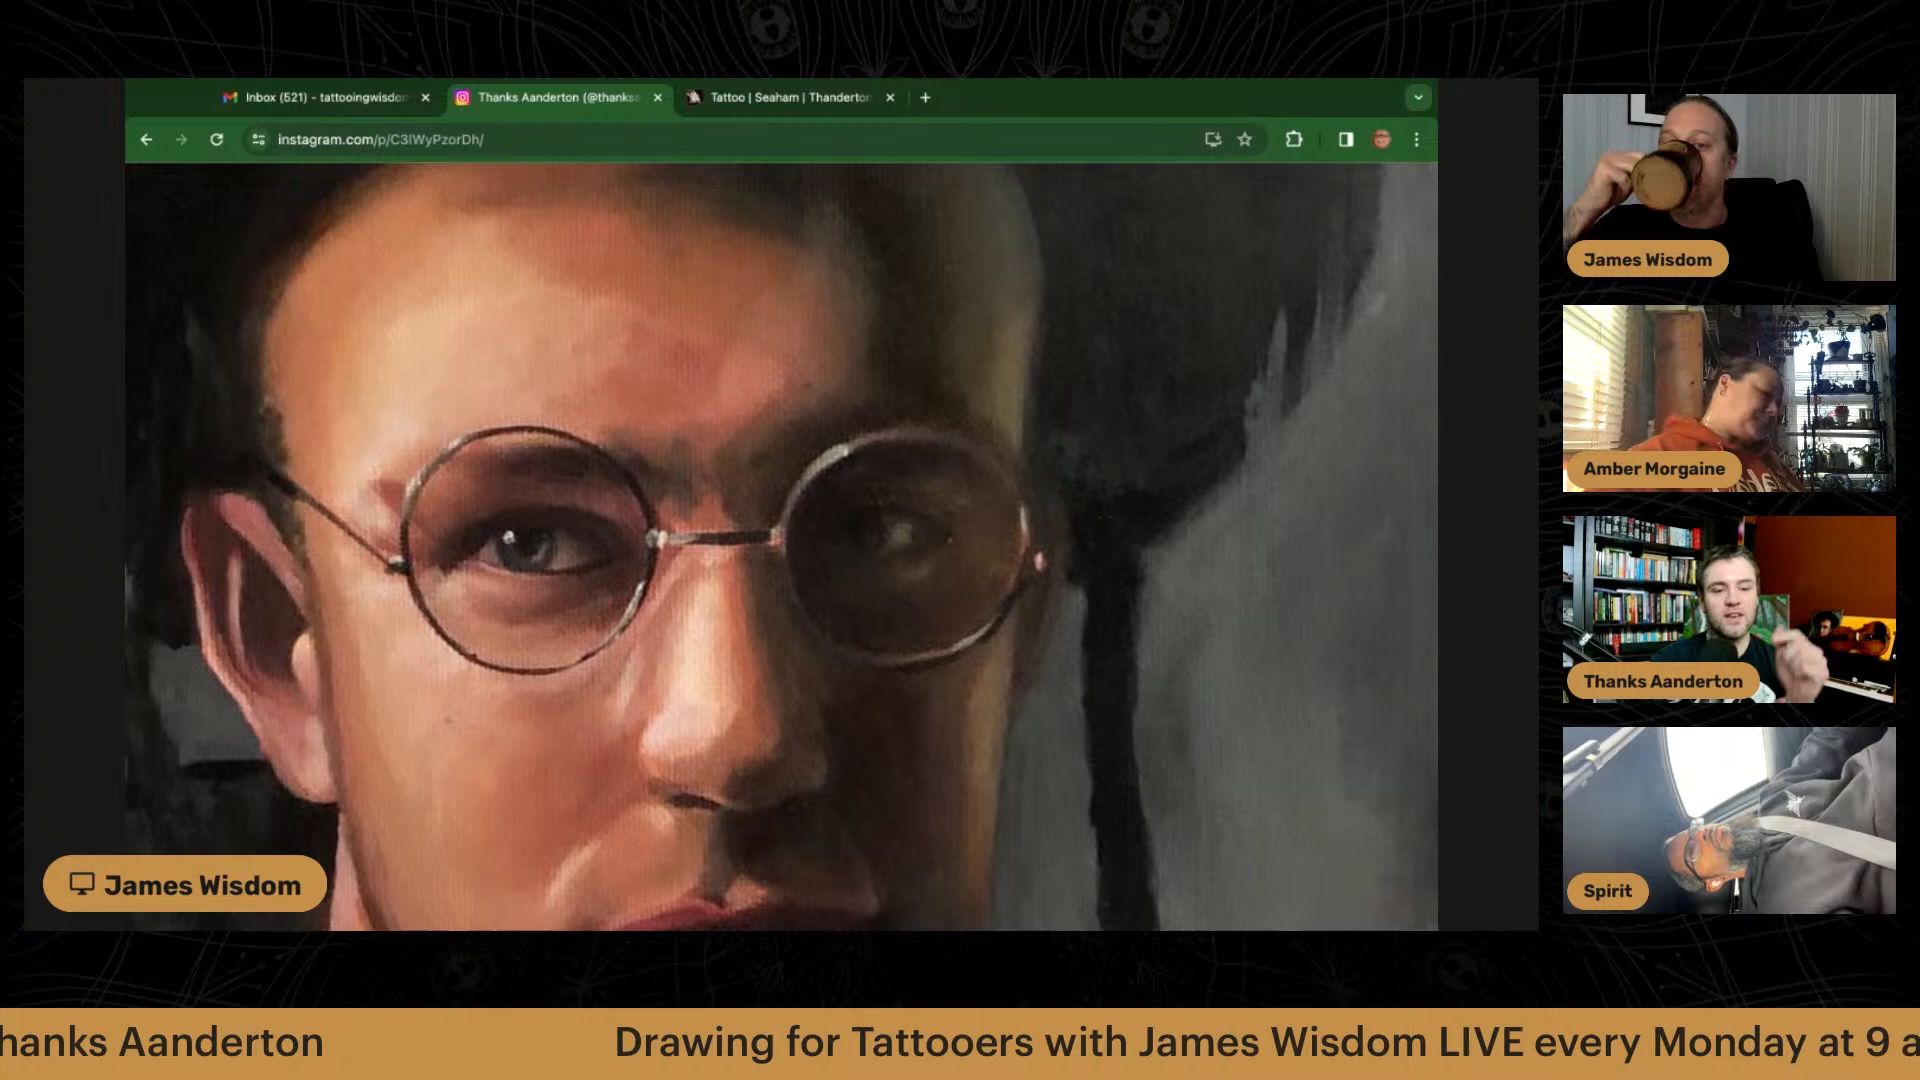 Inbox (521) - tattooingwisdo
Thanks Aanderton (@thanks
Tattoo | Seaham | Thanderton
instagram.com/p/C3lWyPzorDh/
James Wisdom
Amber Morgaine
Thanks Aanderton
Spirit
James Wisdom
hanks Aanderton
Drawing for Tattooers with James Wisdom LIVE every Monday at 9 a